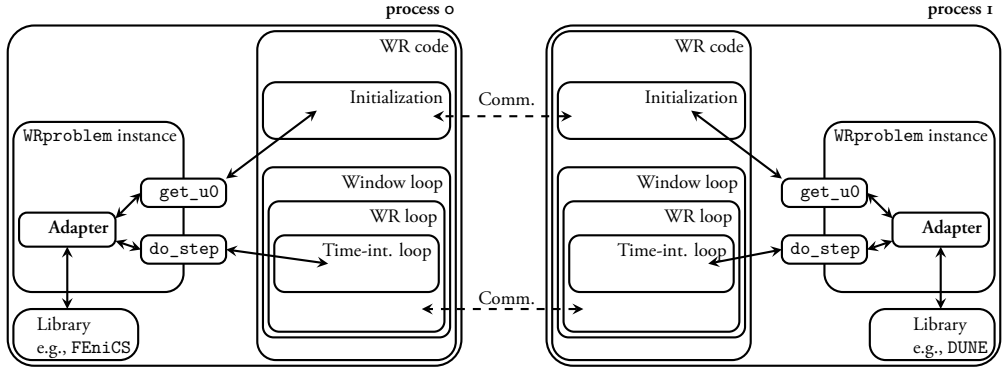 process 0
process 1
WR code
Initialization
WRproblem instance
get_u0
Adapter
do_step
Library
e.g., FEniCS
Window loop
WR loop
Time-int. loop
Comm.
Comm.
WR code
Initialization
Window loop
WR loop
Time-int. loop
WRproblem instance
get_u0
Adapter
do_step
Library
e.g., DUNE